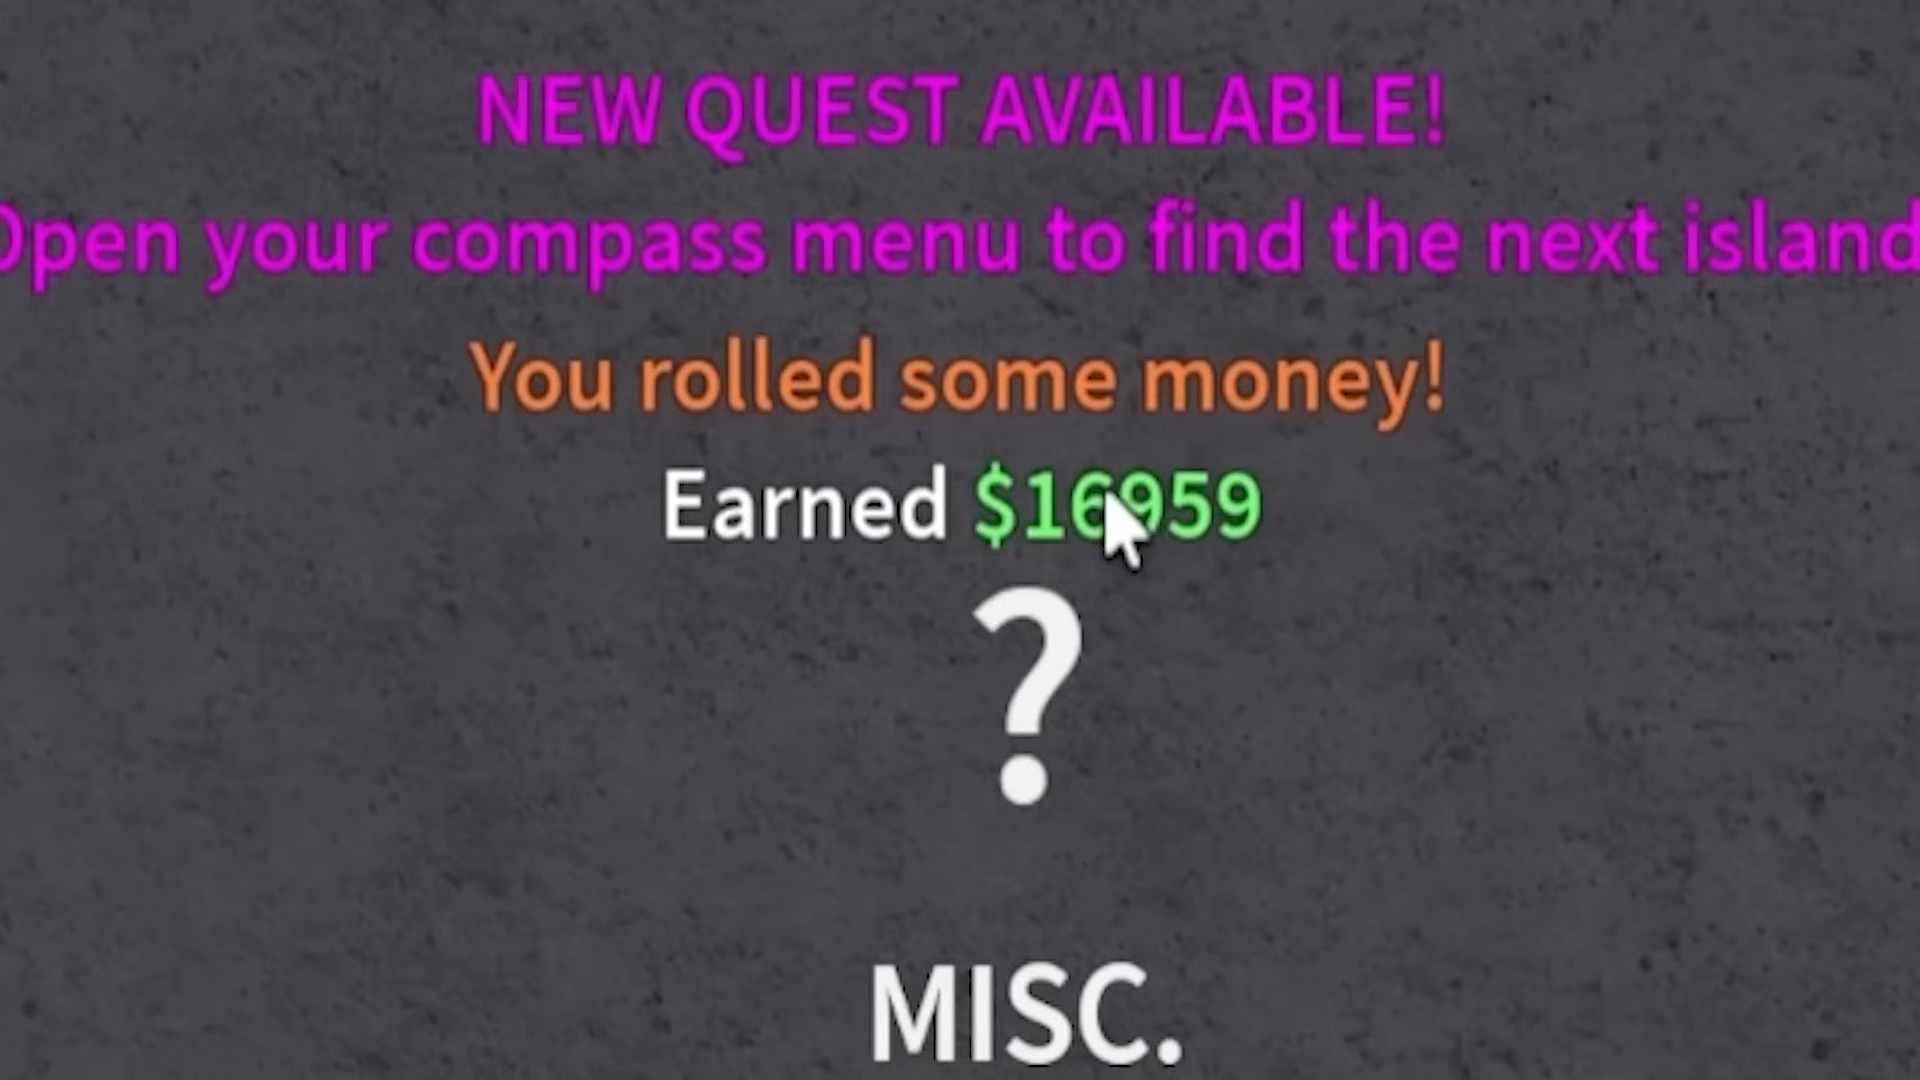 NEW QUEST AVAILABLE!
Open your compass menu to find the next island
You rolled some money!
Earned $16959
?
MISC.